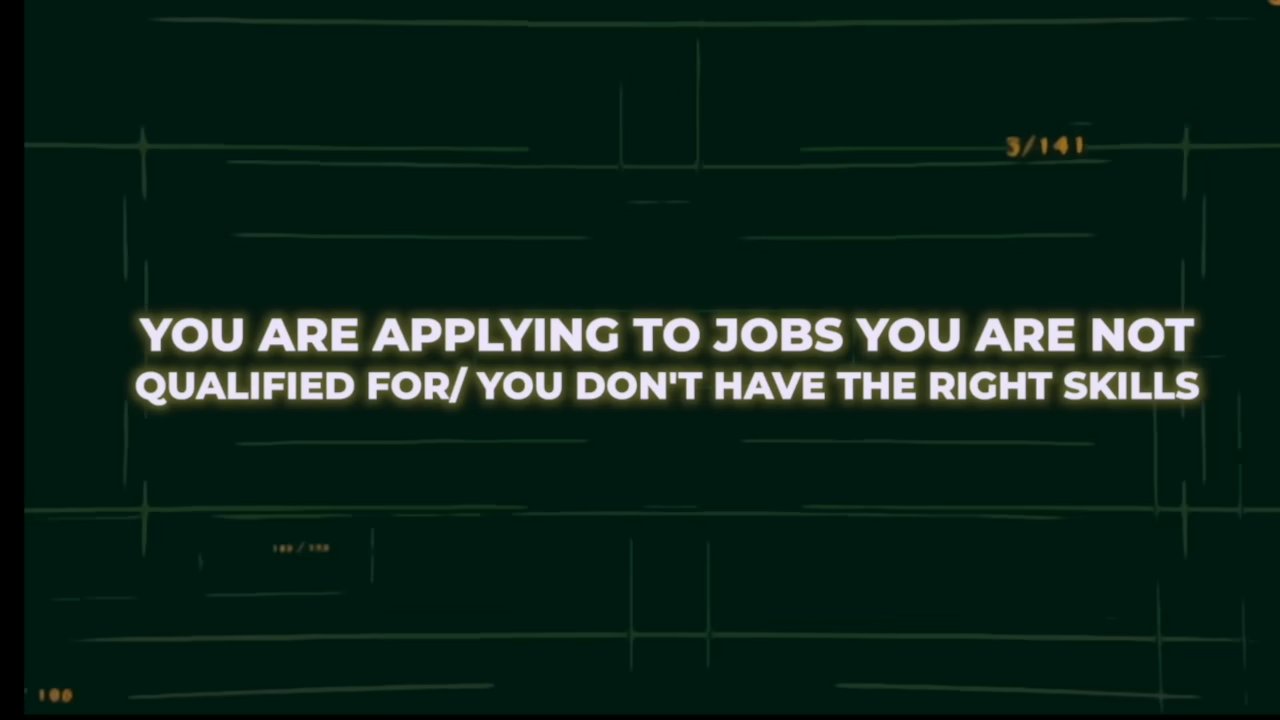 3/141
YOU ARE APPLYING TO JOBS YOU ARE NOT
QUALIFIED FOR/ YOU DON'T HAVE THE RIGHT SKILLS
100